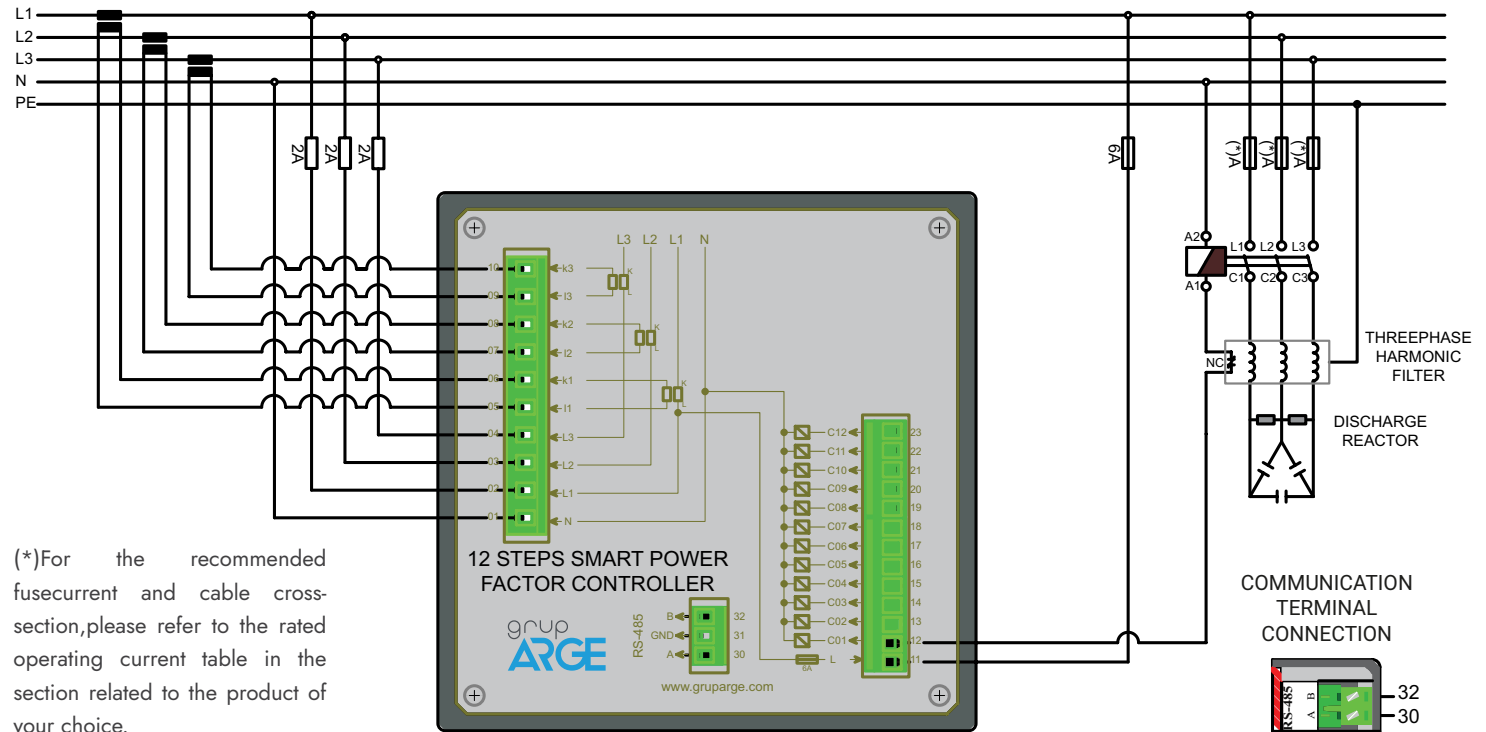 L1
L2
L3
N
PE
2A
2A
2A
6A
(*)A
(*)A
(*)A
L3 L2 L1 N
10 k3 K
09 l3 L
08 k2 K
07 l2 L
06 k1 K
05 l1 L
04 L3
03 L2
02 L1
01 N
12 STEPS SMART POWER
FACTOR CONTROLLER
grup
ARGE
RS-485
B 32
GND 31
A 30
www.gruparge.com
C12 23
C11 22
C10 21
C09 20
C08 19
C07 18
C06 17
C05 16
C04 15
C03 14
C02 13
C01 12
6A L 11
A2
A1
L1 L2 L3
C1 C2 C3
NC
THREEPHASE
HARMONIC
FILTER
DISCHARGE
REACTOR
(*)For the recommended
fusecurrent and cable cross-
section,please refer to the rated
operating current table in the
section related to the product of
your choice.
COMMUNICATION
TERMINAL
CONNECTION
RS-485
B
A
32
30